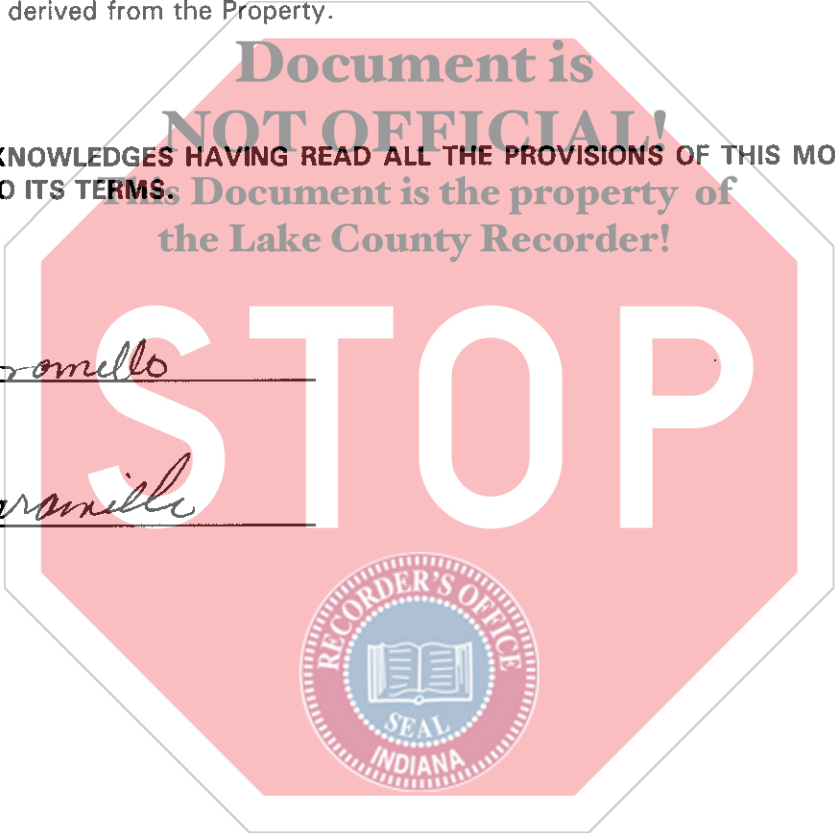 derived from the Property.
Document is
NOT OFFICIAL!
KNOWLEDGES HAVING READ ALL THE PROVISIONS OF THIS MO
O ITS TERMS.
This Document is the property of
the Lake County Recorder!
STOP
RECORDER'S OFFICE
SEAL
INDIANA